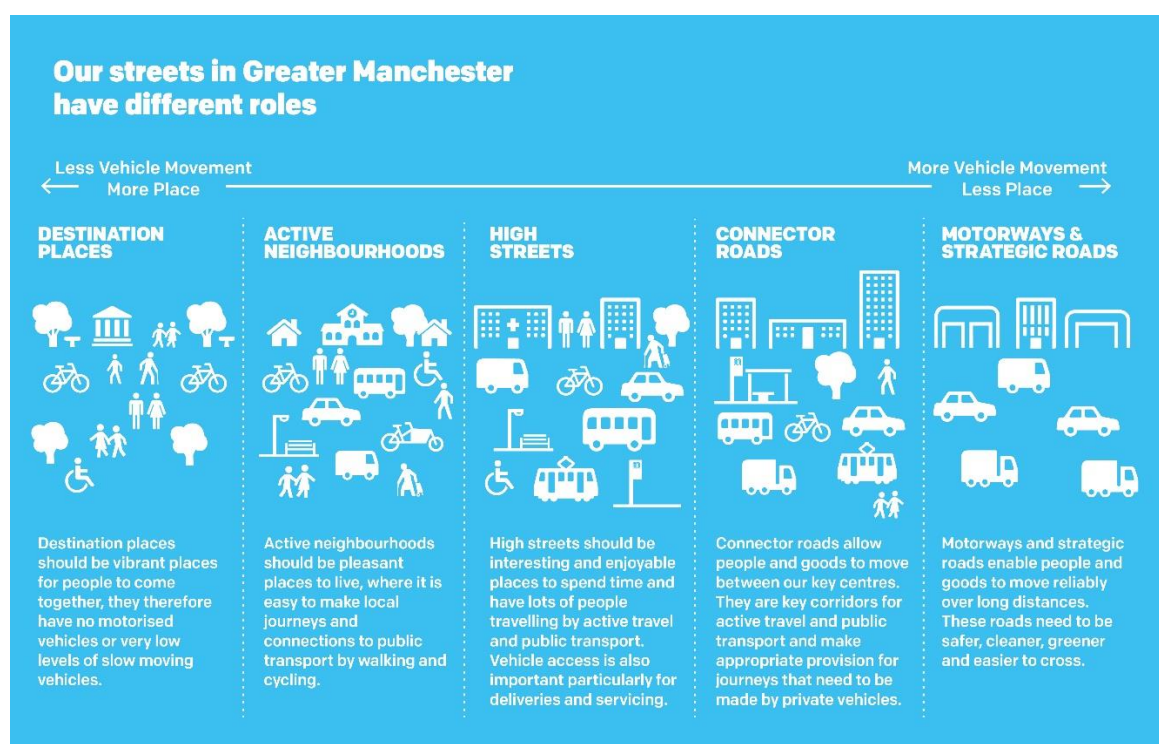 Our streets in Greater Manchester
have different roles
Less Vehicle Movement
More Place
More Vehicle Movement
Less Place
DESTINATION
PLACES
Destination places
should be vibrant places
for people to come
together, they therefore
have no motorised
vehicles or very low
levels of slow moving
vehicles.
ACTIVE
NEIGHBOURHOODS
Active neighbourhoods
should be pleasant
places to live, where it is
easy to make local
journeys and
connections to public
transport by walking and
cycling.
HIGH
STREETS
High streets should be
interesting and enjoyable
places to spend time and
have lots of people
travelling by active travel
and public transport.
Vehicle access is also
important particularly for
deliveries and servicing.
CONNECTOR
ROADS
Connector roads allow
people and goods to move
between our key centres.
They are key corridors for
active travel and public
transport and make
appropriate provision for
journeys that need to be
made by private vehicles.
MOTORWAYS &
STRATEGIC ROADS
Motorways and strategic
roads enable people and
goods to move reliably
over long distances.
These roads need to be
safer, cleaner, greener
and easier to cross.